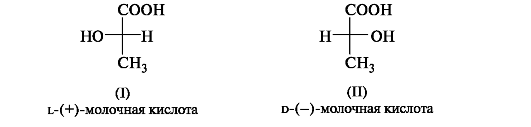 COOH COOH
HO H H OH
CH3 CH3
(I) (II)
L-(+)-молочная кислота D-(−)-молочная кислота